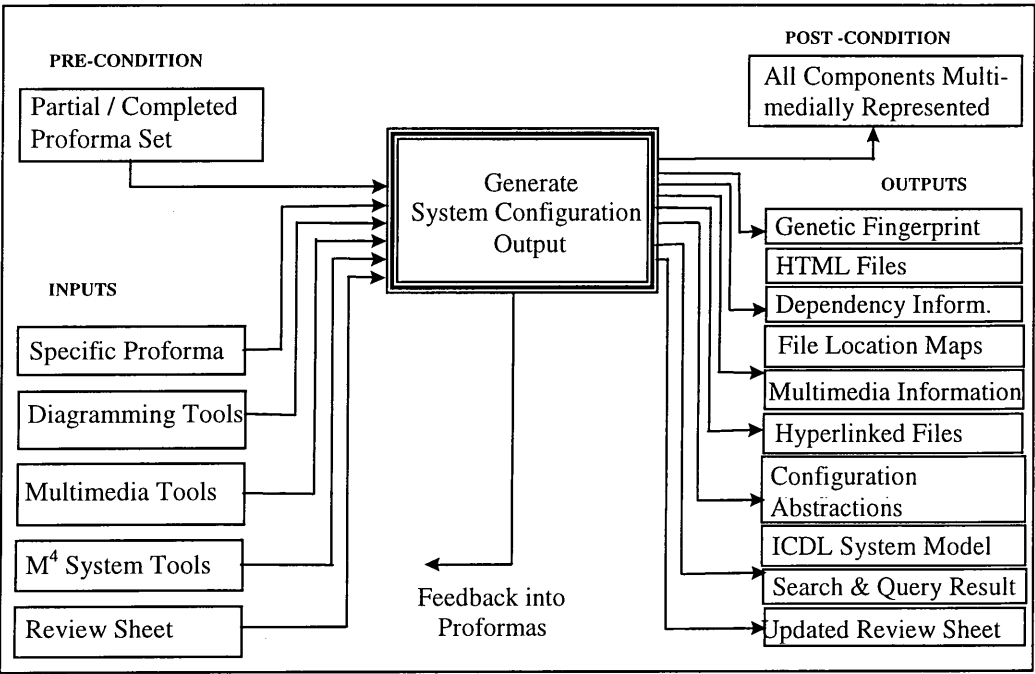 PRE-CONDITION
Partial / Completed
Proforma Set
INPUTS
Specific Proforma
Diagramming Tools
Multimedia Tools
M⁴ System Tools
Review Sheet
Generate
System Configuration
Output
Feedback into
Proformas
POST -CONDITION
All Components Multi-
medially Represented
OUTPUTS
Genetic Fingerprint
HTML Files
Dependency Inform.
File Location Maps
Multimedia Information
Hyperlinked Files
Configuration
Abstractions
ICDL System Model
Search & Query Result
Updated Review Sheet